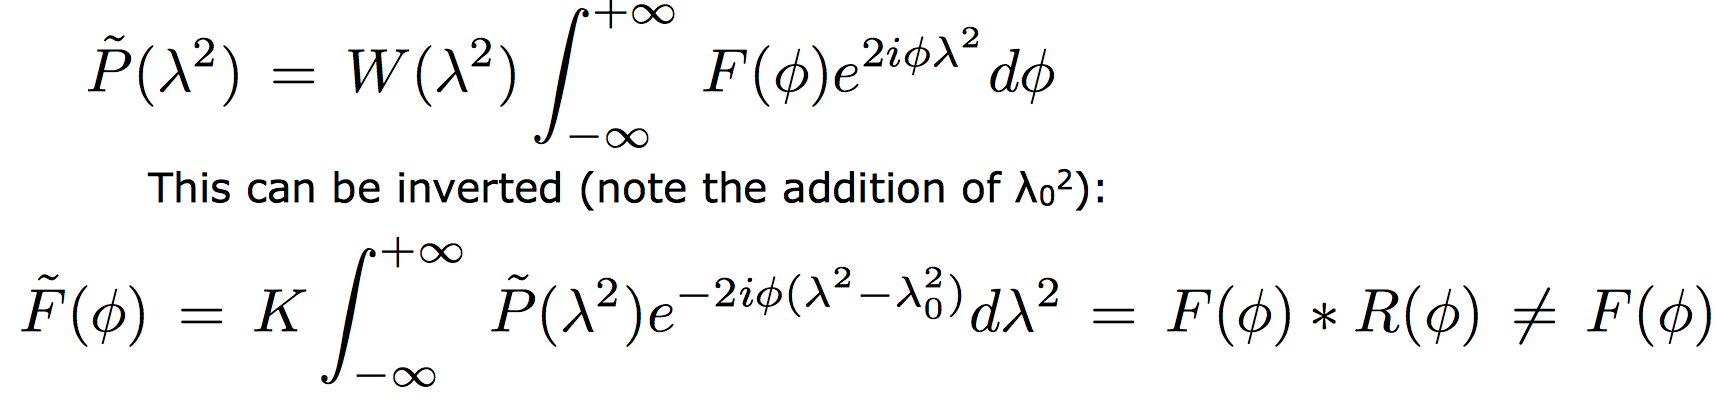 P̃(λ²) = W(λ²) ∫_{−∞}^{+∞} F(ϕ)e^{2iϕλ²} dϕ
This can be inverted (note the addition of λ₀²):
F̃(ϕ) = K ∫_{−∞}^{+∞} P̃(λ²)e^{−2iϕ(λ²−λ₀²)} dλ² = F(ϕ) ∗ R(ϕ) ≠ F(ϕ)